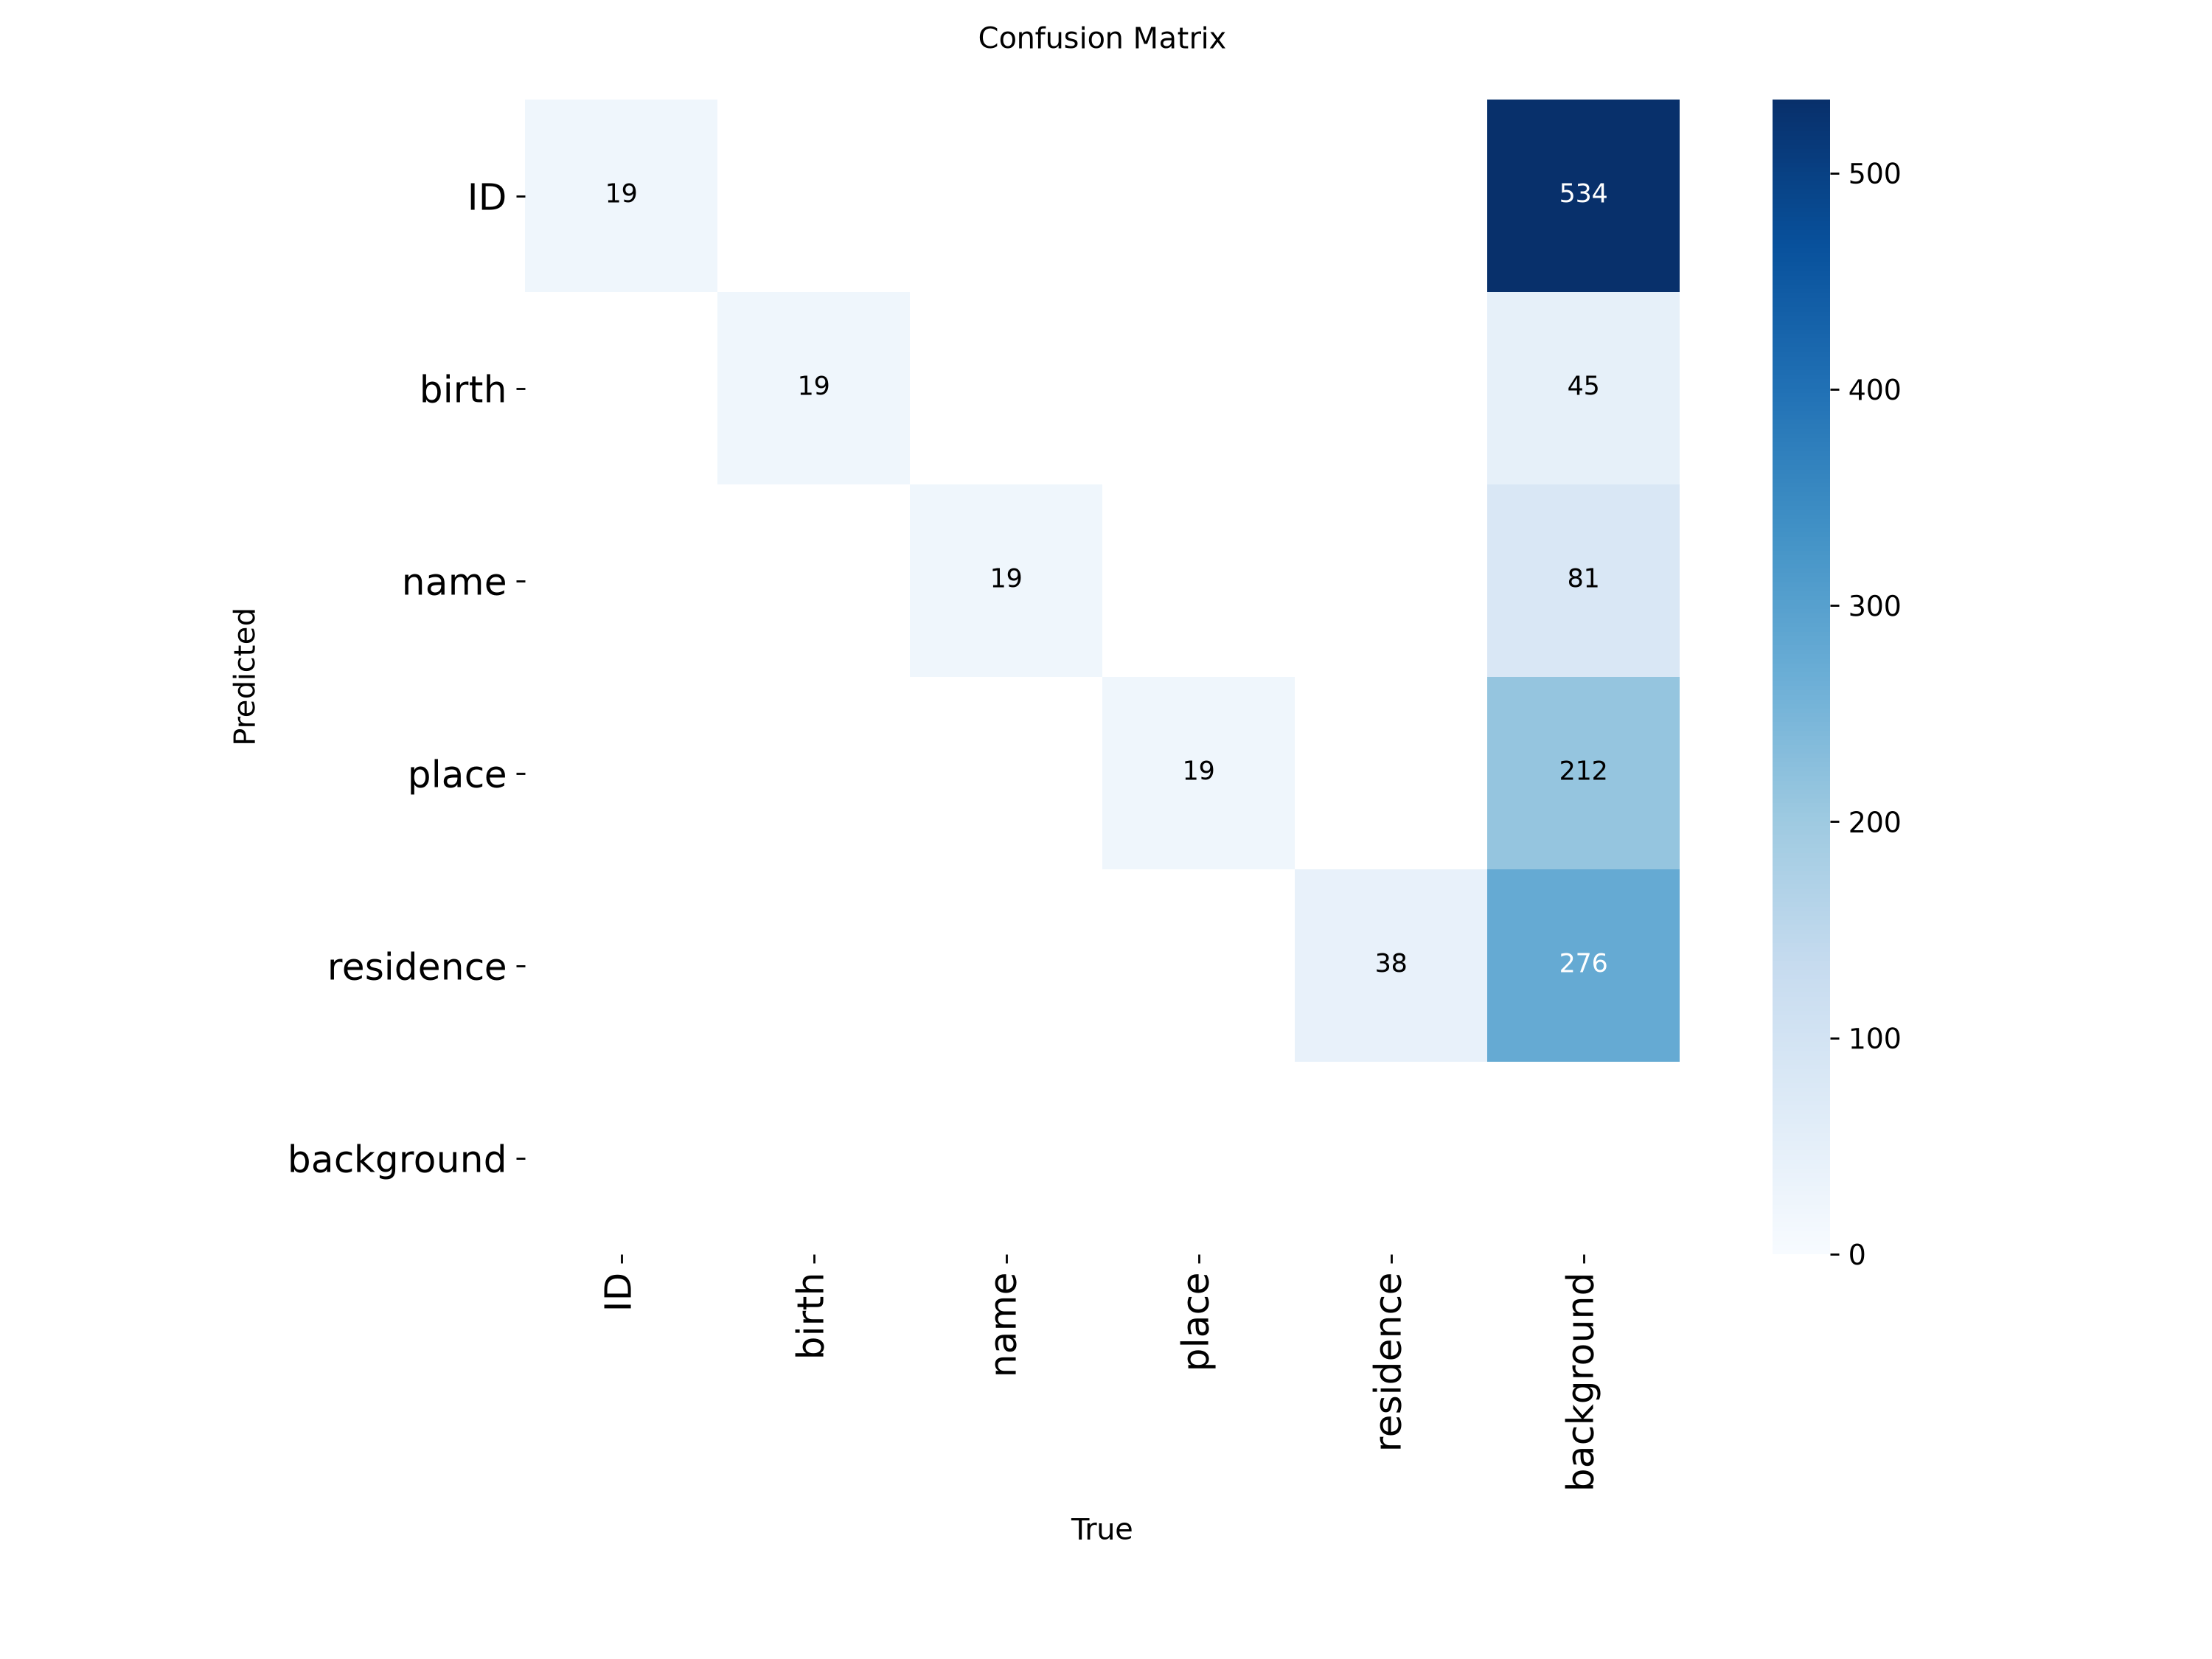 Confusion Matrix
ID
19
534
birth
19
45
name
19
81
place
19
212
residence
38
276
background
Predicted
ID
birth
name
place
residence
background
True
500
400
300
200
100
0